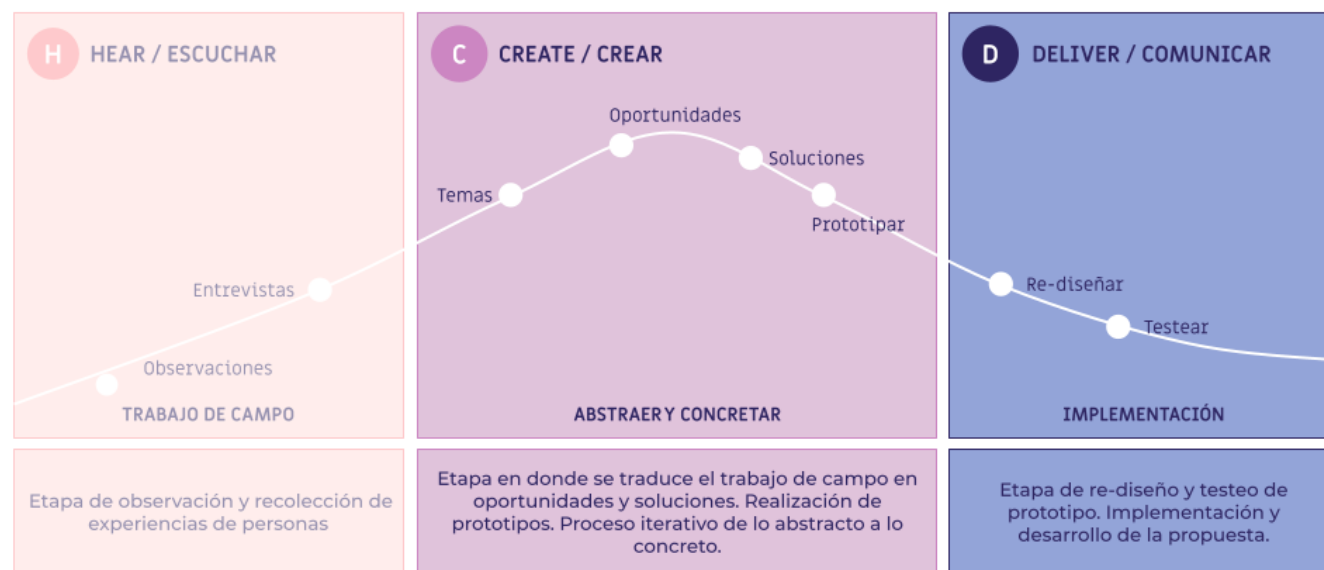 H HEAR / ESCUCHAR
Observaciones
Entrevistas
TRABAJO DE CAMPO
Etapa de observación y recolección de
experiencias de personas
C CREATE / CREAR
Temas
Oportunidades
Soluciones
Prototipar
ABSTRAER Y CONCRETAR
Etapa en donde se traduce el trabajo de campo en
oportunidades y soluciones. Realización de
prototipos. Proceso iterativo de lo abstracto a lo
concreto.
D DELIVER / COMUNICAR
Re-diseñar
Testear
IMPLEMENTACIÓN
Etapa de re-diseño y testeo de
prototipo. Implementación y
desarrollo de la propuesta.